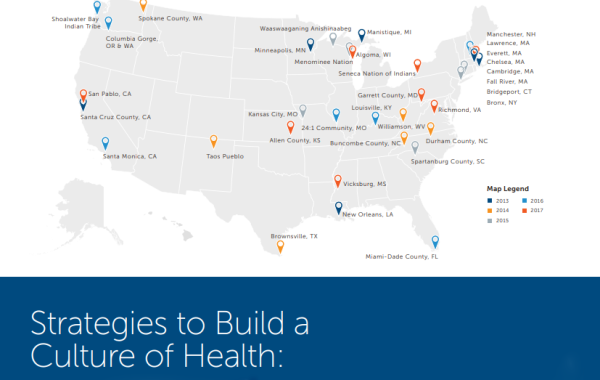 Shoalwater Bay
Indian Tribe
Spokane County, WA
Columbia Gorge,
OR & WA
Waaswaaganing Anishinaabeg
Manistique, MI
Minneapolis, MN
Algoma, WI
Menominee Nation
Seneca Nation of Indians
Manchester, NH
Lawrence, MA
Everett, MA
Chelsea, MA
Cambridge, MA
Fall River, MA
Bridgeport, CT
Bronx, NY
San Pablo, CA
Santa Cruz County, CA
Garrett County, MD
Richmond, VA
Kansas City, MO
Louisville, KY
24:1 Community, MO
Williamson, WV
Allen County, KS
Buncombe County, NC
Durham County, NC
Santa Monica, CA
Taos Pueblo
Spartanburg County, SC
Vicksburg, MS
New Orleans, LA
Brownsville, TX
Miami-Dade County, FL
Map Legend
2013
2016
2014
2017
2015
Strategies to Build a
Culture of Health: